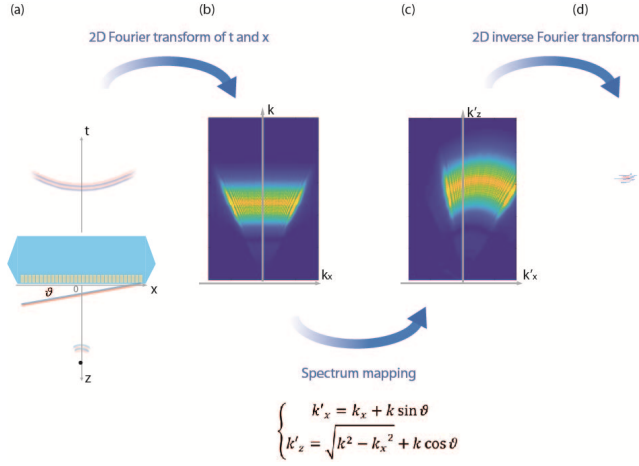 (a)
(b)
(c)
(d)
2D Fourier transform of t and x
2D inverse Fourier transform
t
k
k'z
x
0
ϑ
kx
k'x
z
Spectrum mapping
k'x = kx + k sin ϑ
k'z = √(k² − kx²) + k cos ϑ